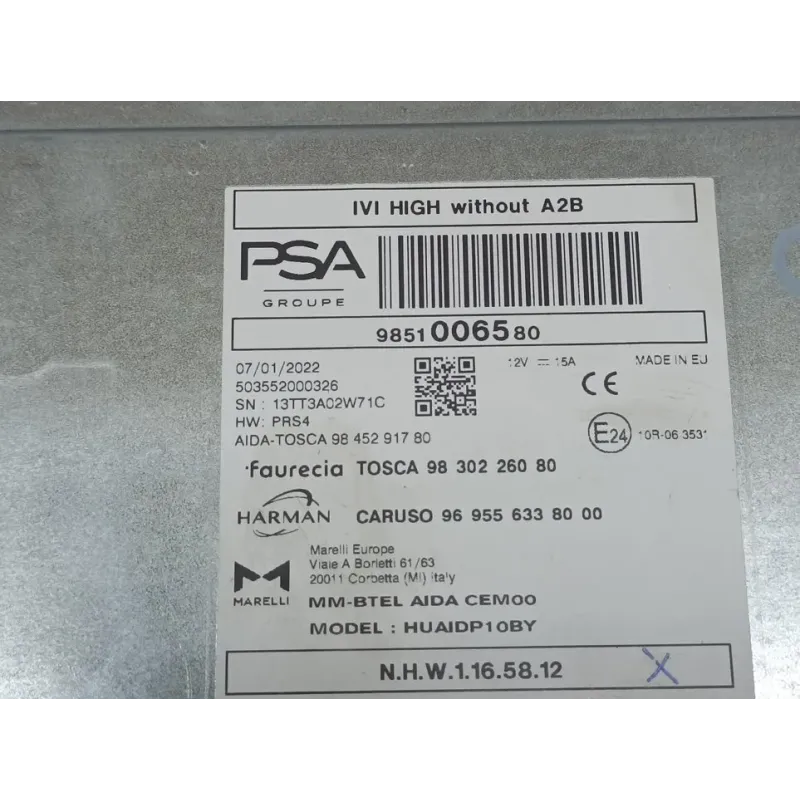 IVI HIGH without A2B
PSA
GROUPE
9851006580
07/01/2022
503552000326
SN : 13TT3A02W71C
HW: PRS4
AIDA-TOSCA 98 452 917 80
12V ⎓ 15A
MADE IN EU
CE
E24 10R-06 3531
faurecia TOSCA 98 302 260 80
HARMAN CARUSO 96 955 633 80 00
MARELLI
Marelli Europe
Viale A Borletti 61/63
20011 Corbetta (MI) Italy
MM-BTEL AIDA CEM00
MODEL : HUAIDP10BY
N.H.W.1.16.58.12 X